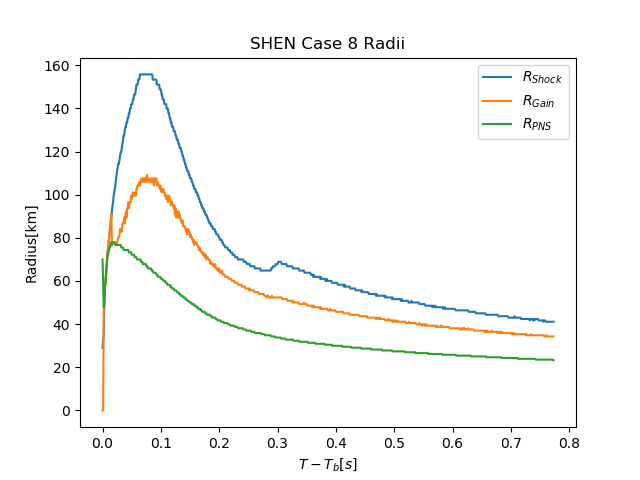 SHEN Case 8 Radii
160
140
120
100
80
60
40
20
0
Radius[km]
0.0 0.1 0.2 0.3 0.4 0.5 0.6 0.7 0.8
T − T_b[s]
R_Shock
R_Gain
R_PNS